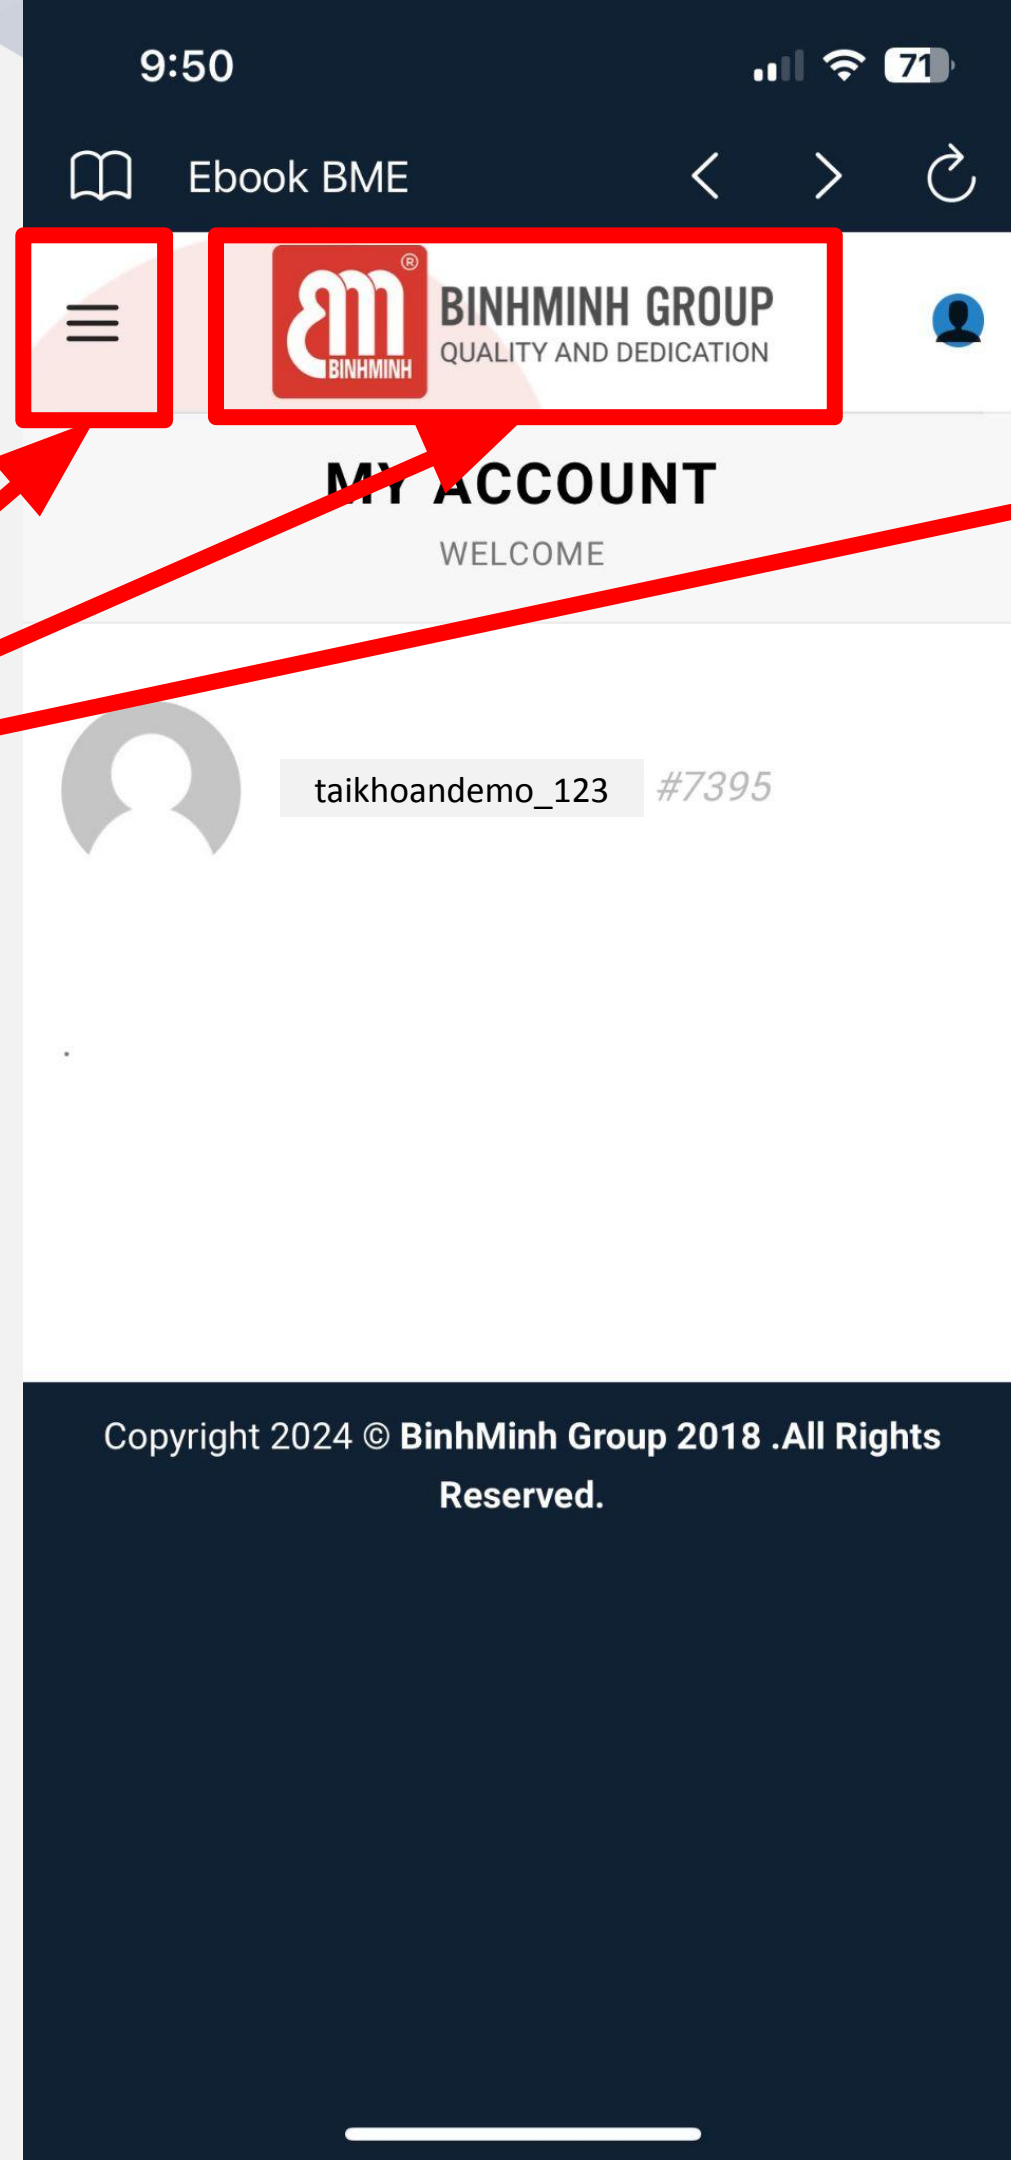 9:50
71
Ebook BME
®
BINHMINH
BINHMINH GROUP
QUALITY AND DEDICATION
MY ACCOUNT
WELCOME
taikhoandemo_123 #7395
.
Copyright 2024 © BinhMinh Group 2018 .All Rights
Reserved.